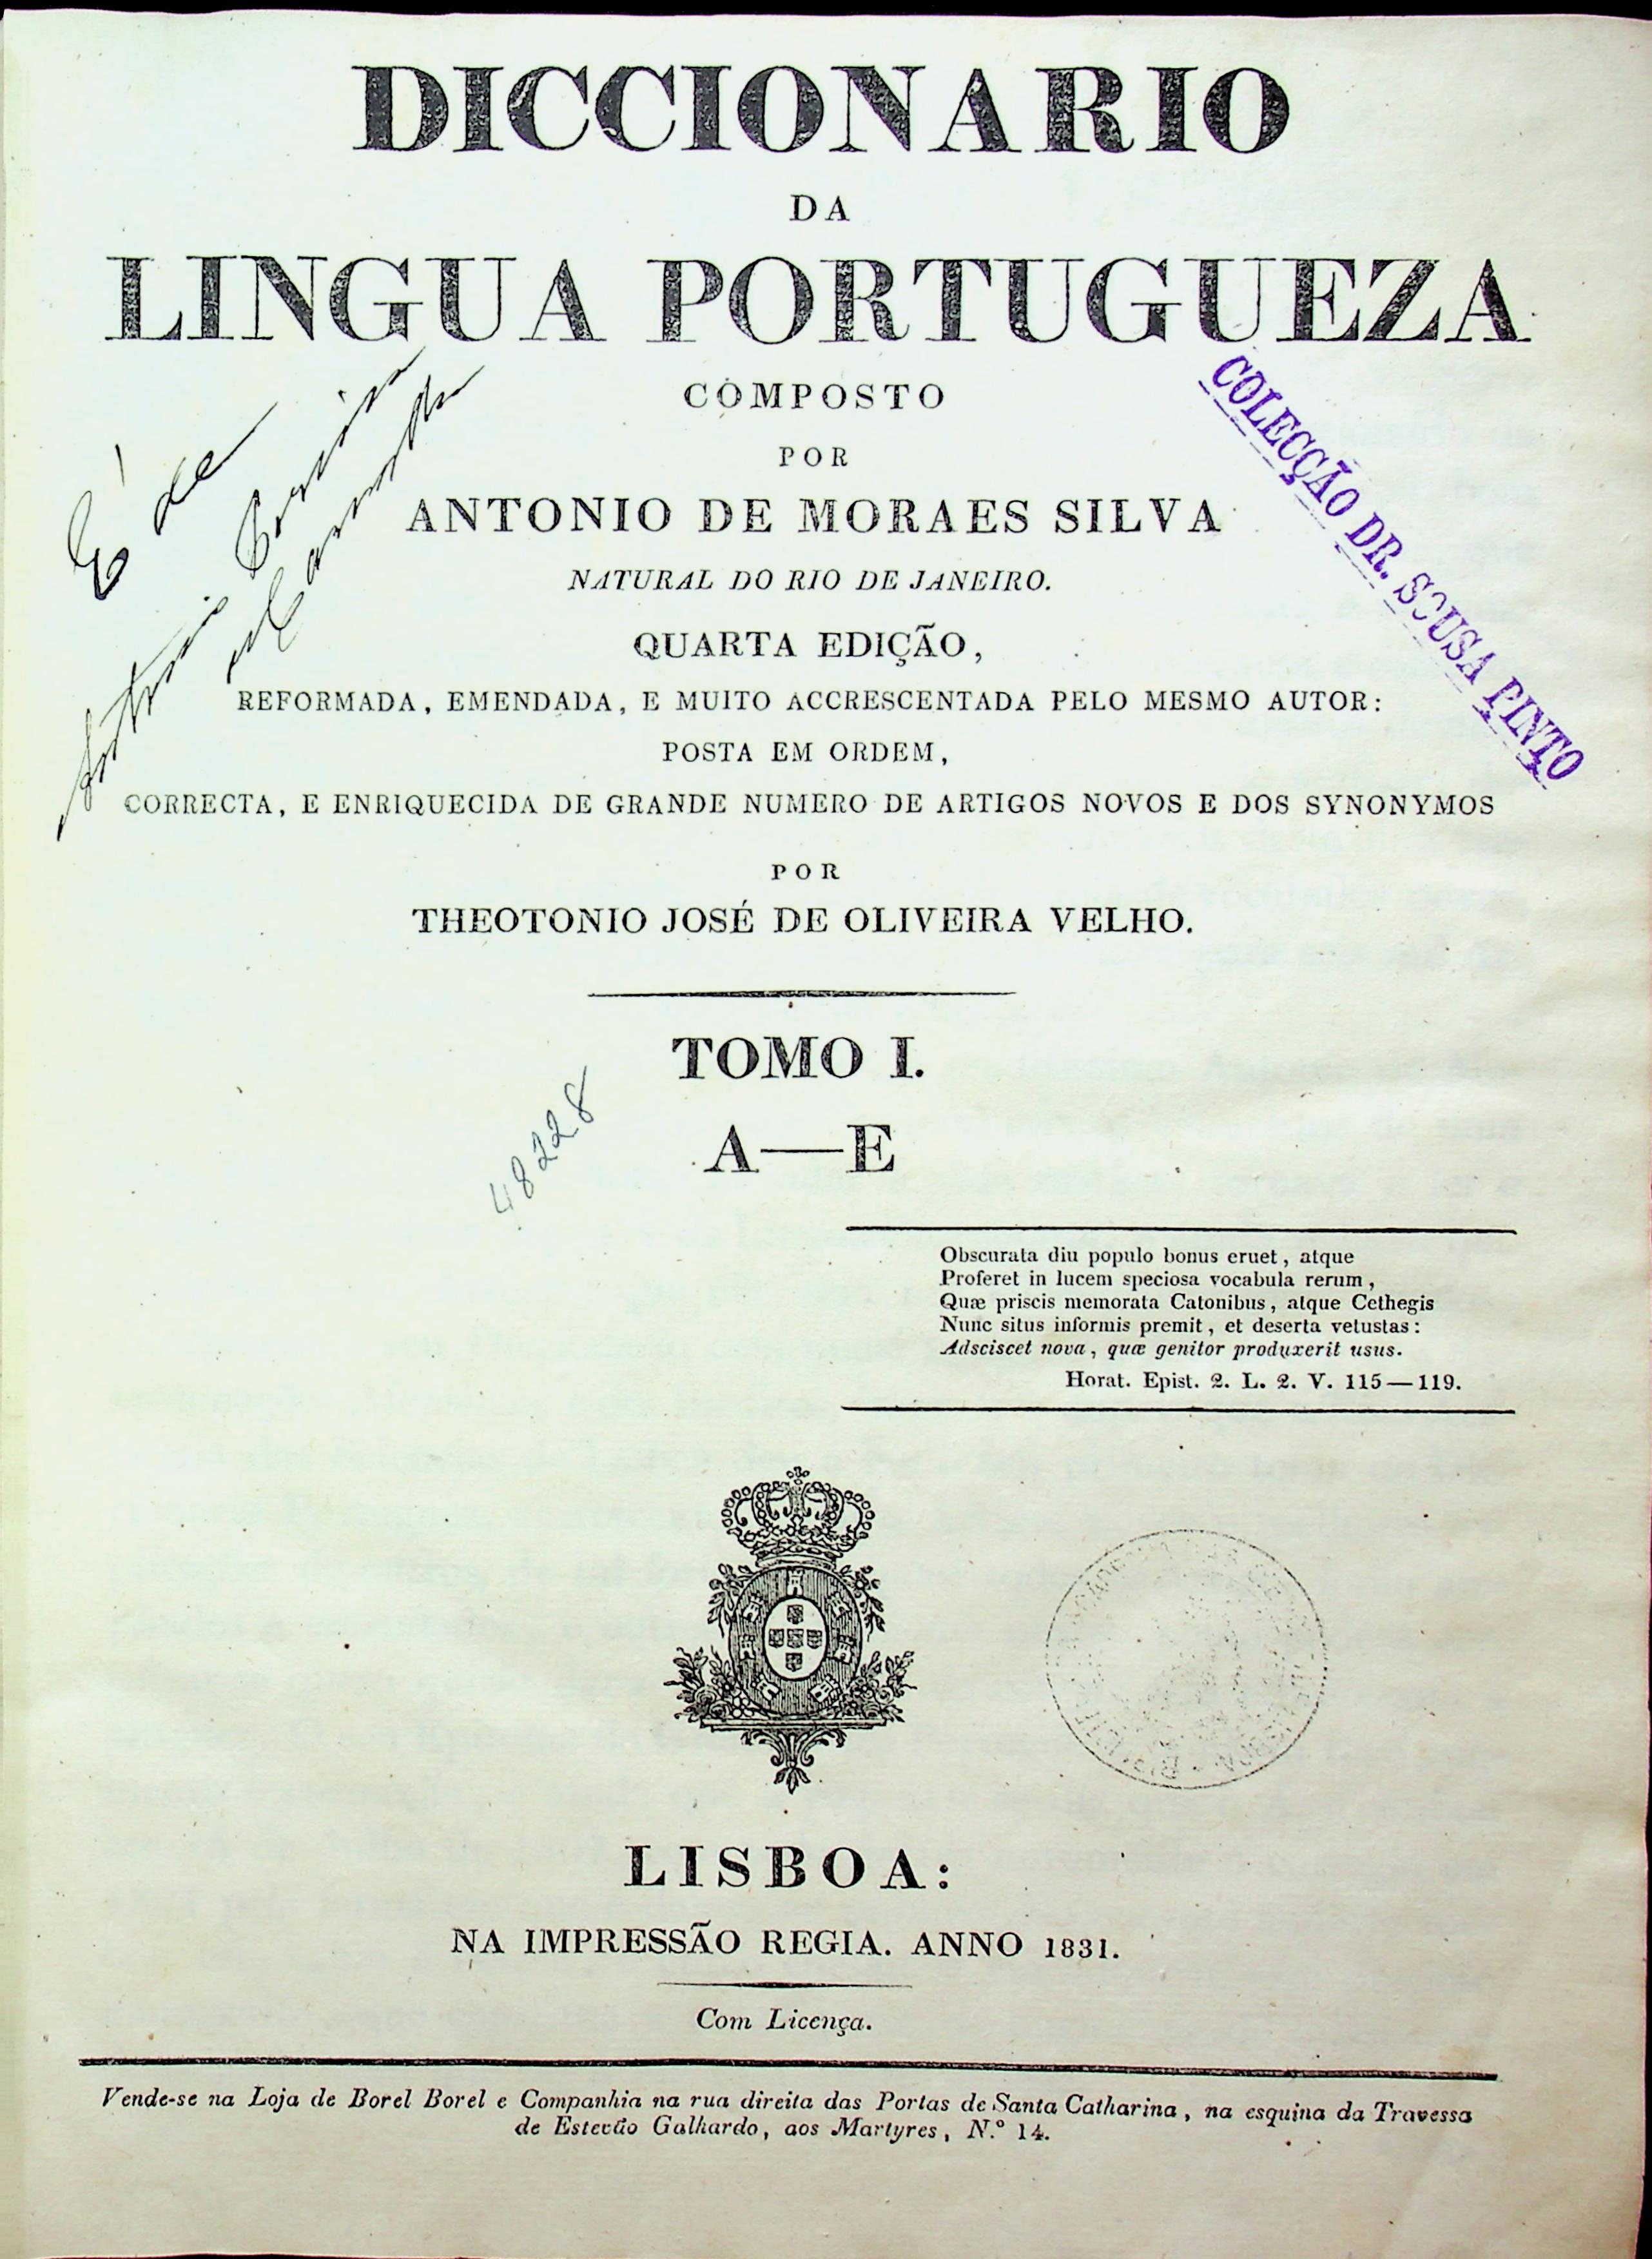 DICCIONARIO
DA
LINGUA PORTUGUEZA
COMPOSTO
POR
ANTONIO DE MORAES SILVA
NATURAL DO RIO DE JANEIRO.
QUARTA EDIÇÃO,
REFORMADA, EMENDADA, E MUITO ACCRESCENTADA PELO MESMO AUTOR:
POSTA EM ORDEM,
CORRECTA, E ENRIQUECIDA DE GRANDE NUMERO DE ARTIGOS NOVOS E DOS SYNONYMOS
POR
THEOTONIO JOSÉ DE OLIVEIRA VELHO.
É de
COLECÇÃO DR. SOUSA PINTO
TOMO I.
A—E
48228
Obscurata diu populo bonus eruet, atque
Proferet in lucem speciosa vocabula rerum,
Quæ priscis memorata Catonibus, atque Cethegis
Nunc situs informis premit, et deserta vetustas:
Adsciscet nova, quæ genitor produxerit usus.
Horat. Epist. 2. L. 2. V. 115—119.
LISBOA:
NA IMPRESSÃO REGIA. ANNO 1831.
Com Licença.
Vende-se na Loja de Borel Borel e Companhia na rua direita das Portas de Santa Catharina, na esquina da Travessa
de Estevão Galhardo, aos Martyres, N.º 14.